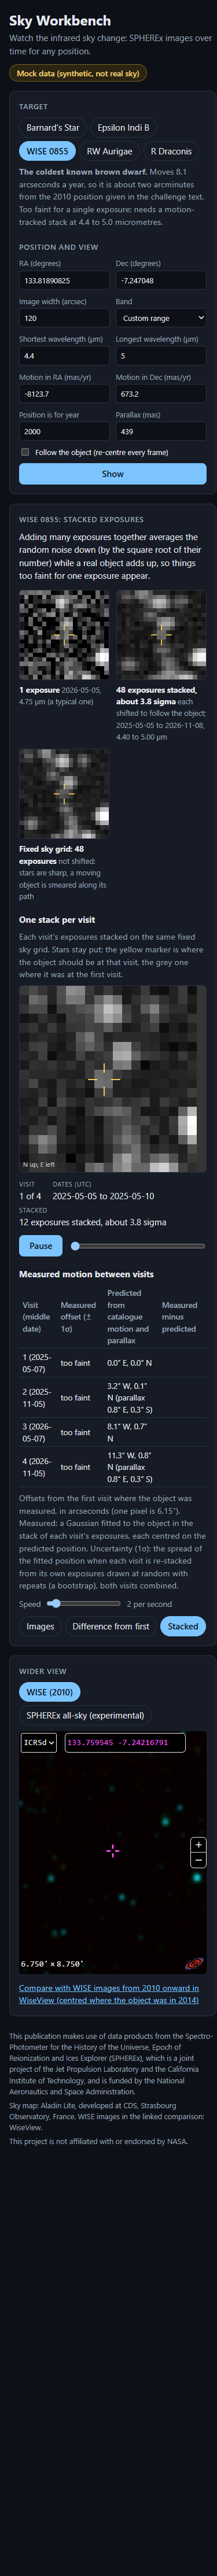 Sky Workbench
Watch the infrared sky change: SPHEREx images over
time for any position.
Mock data (synthetic, not real sky)
TARGET
Barnard's Star
Epsilon Indi B
WISE 0855
RW Aurigae
R Draconis
The coldest known brown dwarf. Moves 8.1
arcseconds a year, so it is about two arcminutes
from the 2010 position given in the challenge text.
Too faint for a single exposure; needs a motion-
tracked stack at 4.4 to 5.0 micrometres.
POSITION AND VIEW
RA (degrees)
Dec (degrees)
133.81890825
-7.247048
Image width (arcsec)
Band
120
Custom range
Shortest wavelength (µm)
Longest wavelength (µm)
4.4
5
Motion in RA (mas/yr)
Motion in Dec (mas/yr)
-8123.7
673.2
Position is for year
Parallax (mas)
2000
439
Follow the object (re-centre every frame)
Show
WISE 0855: STACKED EXPOSURES
Adding many exposures together averages the
random noise down (by the square root of their
number) while a real object adds up, so things
too faint for one exposure appear.
1 exposure 2026-05-05,
4.75 µm (a typical one)
48 exposures stacked,
about 3.8 sigma each
shifted to follow the object;
2025-05-05 to 2026-11-08,
4.40 to 5.00 µm
Fixed sky grid: 48
exposures not shifted:
stars are sharp, a moving
object is smeared along its
path
One stack per visit
Each visit's exposures stacked on the same fixed
sky grid. Stars stay put; the yellow marker is where
the object should be at that visit, the grey one
where it was at the first visit.
N up, E left
VISIT
DATES (UTC)
1 of 4
2025-05-05 to 2025-05-10
STACKED
12 exposures stacked, about 3.8 sigma
Pause
Measured motion between visits
Visit
(middle
date)
Measured
offset (±
1σ)
Predicted
from
catalogue
motion and
parallax
Measured
minus
predicted
1 (2025-
05-07)
too faint
0.0" E, 0.0" N
2 (2025-
11-05)
too faint
3.2" W, 0.1"
N (parallax
0.8" E, 0.3" S)
3 (2026-
05-07)
too faint
8.1" W, 0.7"
N
4 (2026-
11-05)
too faint
11.3" W, 0.8"
N (parallax
0.8" E, 0.3" S)
Offsets from the first visit where the object was
measured, in arcseconds (one pixel is 6.15").
Measured: a Gaussian fitted to the object in the
stack of each visit's exposures, each centred on the
predicted position. Uncertainty (1σ): the spread of
the fitted position when each visit is re-stacked
from its own exposures drawn at random with
repeats (a bootstrap), both visits combined.
Speed
2 per second
Images
Difference from first
Stacked
WIDER VIEW
WISE (2010)
SPHEREx all-sky (experimental)
ICRSd
133.759545 -7.24216791
+
−
6.750' × 8.750'
Compare with WISE images from 2010 onward in
WiseView (centred where the object was in 2014)
This publication makes use of data products from the Spectro-
Photometer for the History of the Universe, Epoch of
Reionization and Ices Explorer (SPHEREx), which is a joint
project of the Jet Propulsion Laboratory and the California
Institute of Technology, and is funded by the National
Aeronautics and Space Administration.
Sky map: Aladin Lite, developed at CDS, Strasbourg
Observatory, France. WISE images in the linked comparison:
WiseView.
This project is not affiliated with or endorsed by NASA.